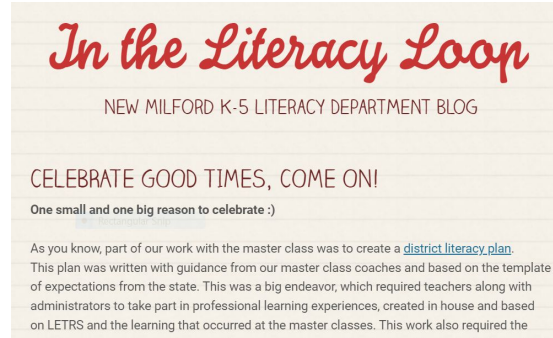 In the Literacy Loop
NEW MILFORD K-5 LITERACY DEPARTMENT BLOG
CELEBRATE GOOD TIMES, COME ON!
One small and one big reason to celebrate :)
As you know, part of our work with the master class was to create a district literacy plan.
This plan was written with guidance from our master class coaches and based on the template
of expectations from the state. This was a big endeavor, which required teachers along with
administrators to take part in professional learning experiences, created in house and based
on LETRS and the learning that occurred at the master classes. This work also required the